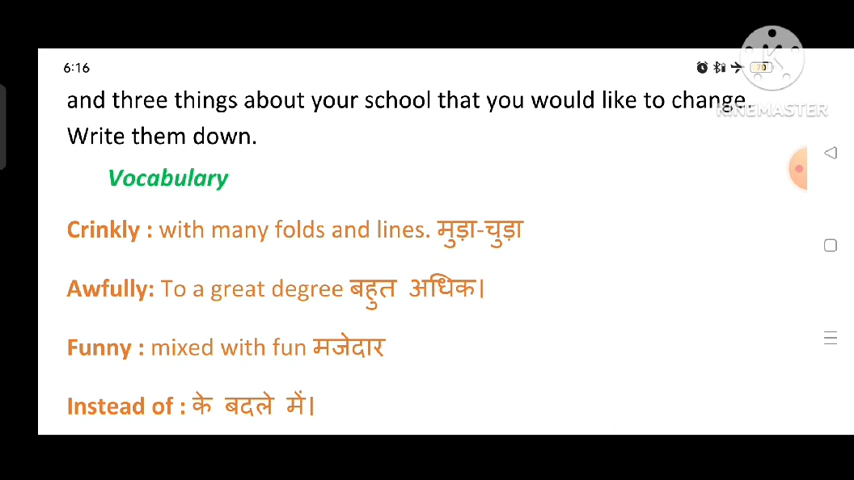 6:16
70
KINEMASTER
and three things about your school that you would like to change.
Write them down.
Vocabulary
Crinkly : with many folds and lines. मुड़ा-चुड़ा
Awfully: To a great degree बहुत अधिक।
Funny : mixed with fun मजेदार
Instead of : के बदले में।